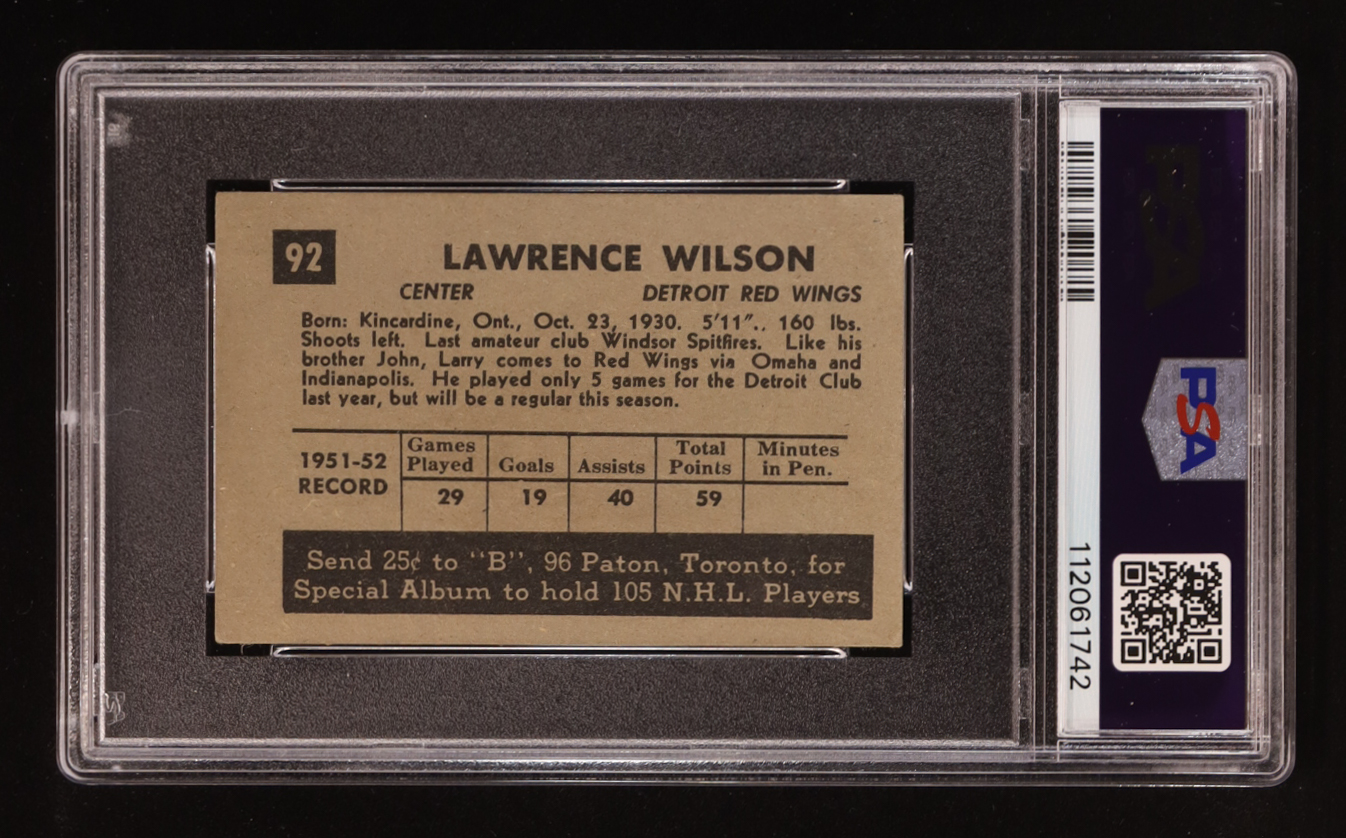 92
LAWRENCE WILSON
CENTER DETROIT RED WINGS
Born: Kincardine, Ont., Oct. 23, 1930. 5'11".. 160 lbs.
Shoots left. Last amateur club Windsor Spitfires. Like his
brother John, Larry comes to Red Wings via Omaha and
Indianapolis. He played only 5 games for the Detroit Club
last year, but will be a regular this season.
1951-52 RECORD
Games Played Goals Assists Total Points Minutes in Pen.
29 19 40 59
Send 25¢ to "B", 96 Paton, Toronto, for
Special Album to hold 105 N.H.L. Players
PSA
PSA
112061742